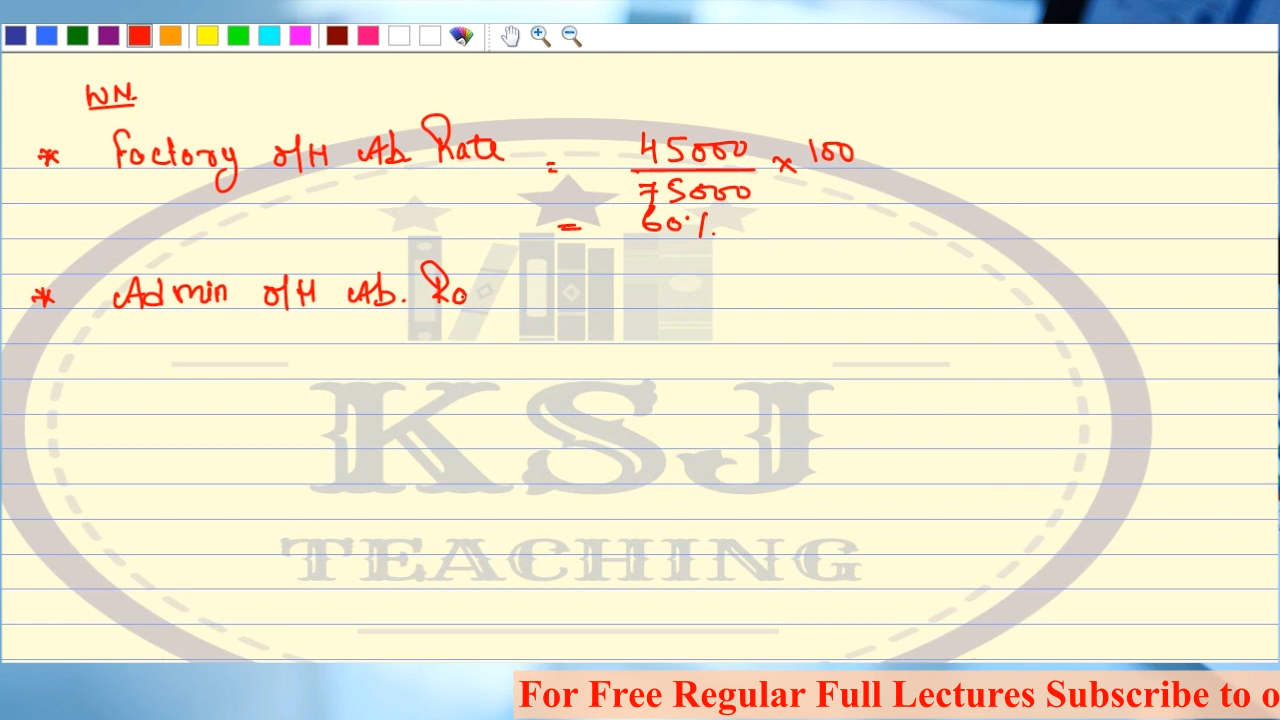 WN.
* Factory o/H Ab Rate = 45000 / 75000 × 100
= 60%.
* Admin o/H Ab. Ra
KSJ
TEACHING
For Free Regular Full Lectures Subscribe to o